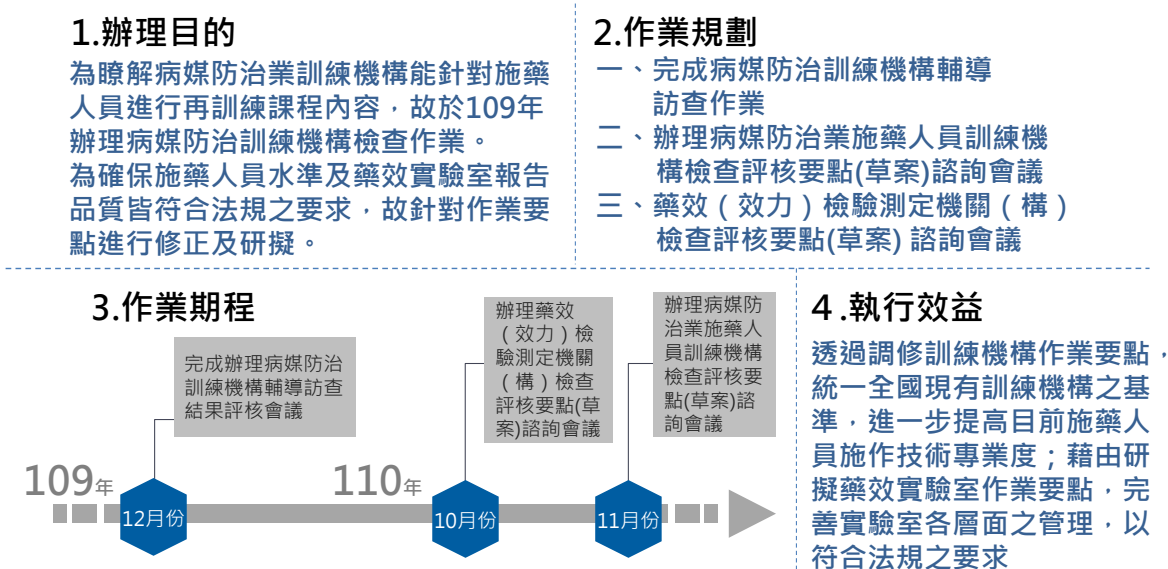 1.辦理目的
為瞭解病媒防治業訓練機構能針對施藥
人員進行再訓練課程內容，故於109年
辦理病媒防治訓練機構檢查作業。
為確保施藥人員水準及藥效實驗室報告
品質皆符合法規之要求，故針對作業要
點進行修正及研擬。
2.作業規劃
一、完成病媒防治訓練機構輔導
訪查作業
二、辦理病媒防治業施藥人員訓練機
構檢查評核要點(草案)諮詢會議
三、藥效（效力）檢驗測定機關（構）
檢查評核要點(草案) 諮詢會議
3.作業期程
完成辦理病媒防治
訓練機構輔導訪查
結果評核會議
辦理藥效
（效力）檢
驗測定機關
（構）檢查
評核要點(草
案)諮詢會議
辦理病媒防
治業施藥人
員訓練機構
檢查評核要
點(草案)諮
詢會議
109年
110年
12月份
10月份
11月份
4.執行效益
透過調修訓練機構作業要點，
統一全國現有訓練機構之基
準，進一步提高目前施藥人
員施作技術專業度；藉由研
擬藥效實驗室作業要點，完
善實驗室各層面之管理，以
符合法規之要求